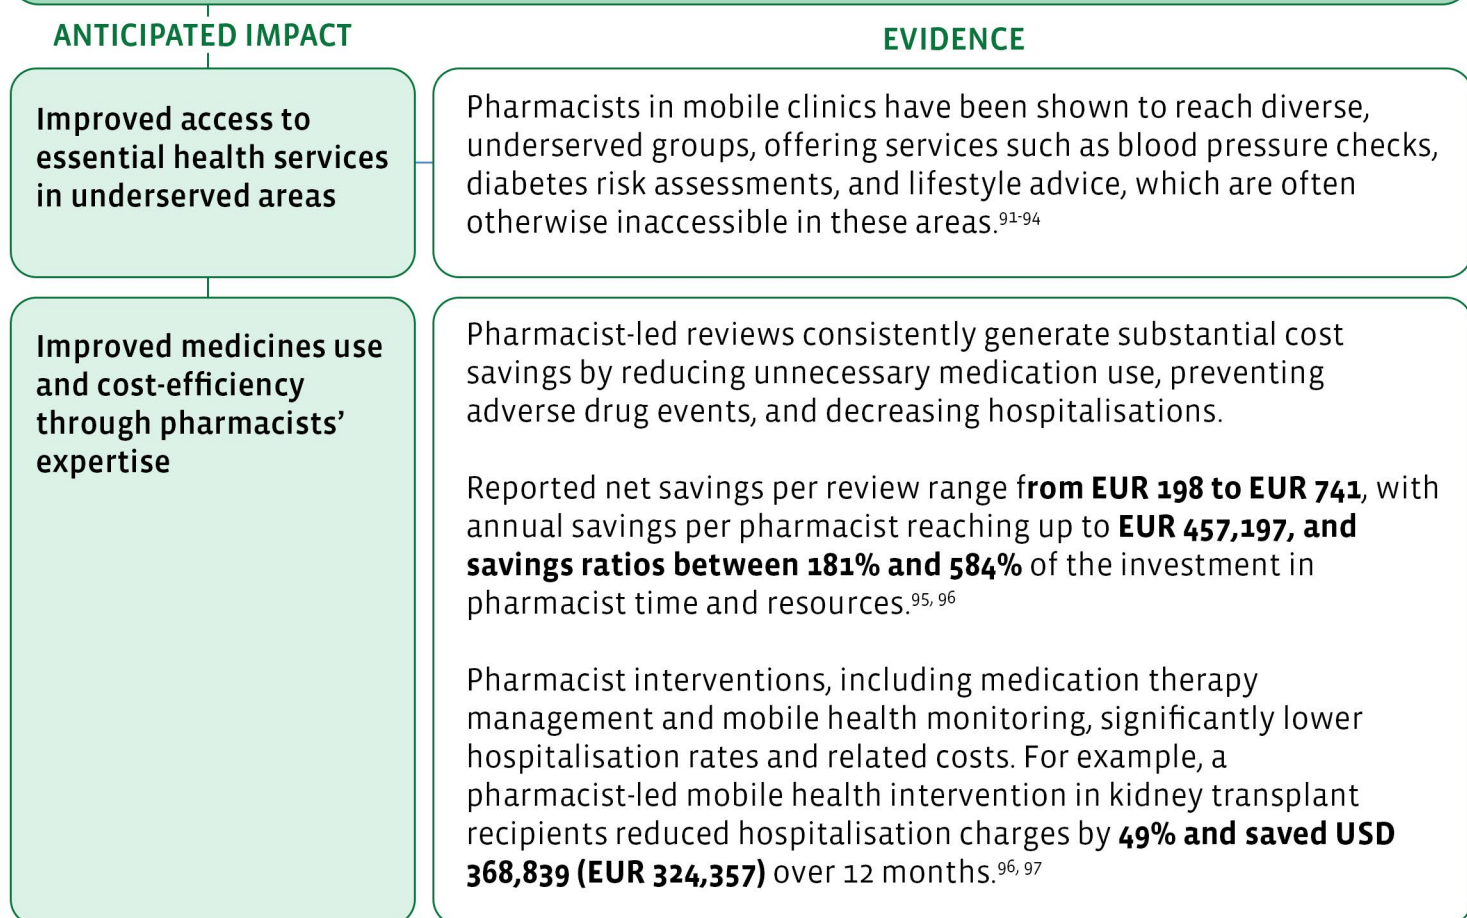 ANTICIPATED IMPACT
EVIDENCE
Improved access to
essential health services
in underserved areas
Pharmacists in mobile clinics have been shown to reach diverse,
underserved groups, offering services such as blood pressure checks,
diabetes risk assessments, and lifestyle advice, which are often
otherwise inaccessible in these areas.91-94
Improved medicines use
and cost-efficiency
through pharmacists’
expertise
Pharmacist-led reviews consistently generate substantial cost
savings by reducing unnecessary medication use, preventing
adverse drug events, and decreasing hospitalisations.
Reported net savings per review range from EUR 198 to EUR 741, with
annual savings per pharmacist reaching up to EUR 457,197, and
savings ratios between 181% and 584% of the investment in
pharmacist time and resources.95, 96
Pharmacist interventions, including medication therapy
management and mobile health monitoring, significantly lower
hospitalisation rates and related costs. For example, a
pharmacist-led mobile health intervention in kidney transplant
recipients reduced hospitalisation charges by 49% and saved USD
368,839 (EUR 324,357) over 12 months.96, 97